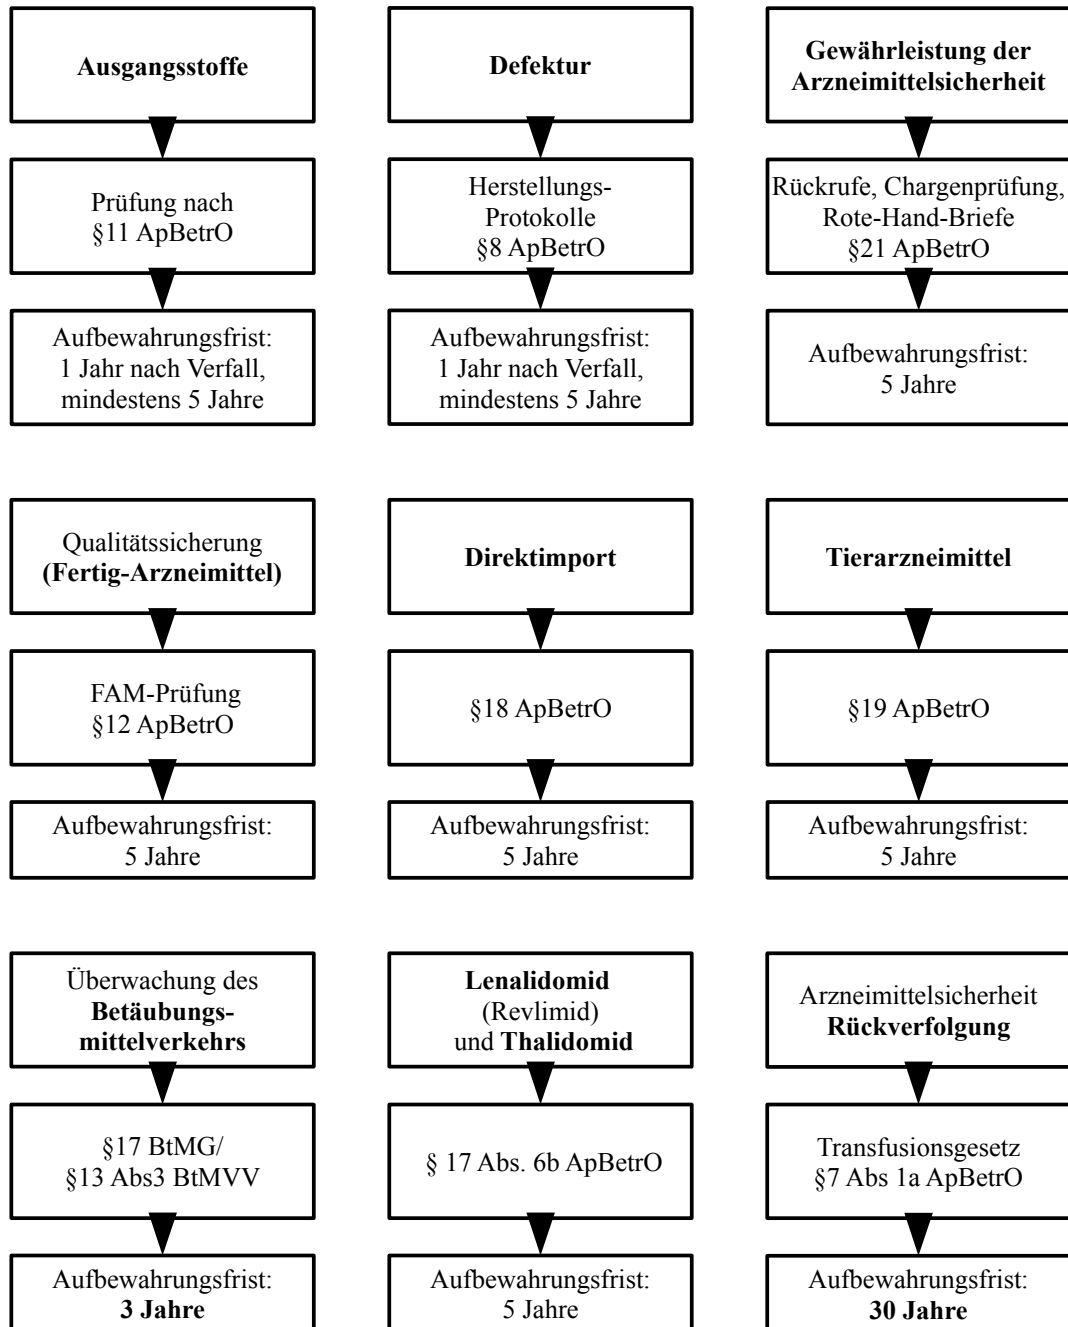 Ausgangsstoffe
Prüfung nach
§11 ApBetrO
Aufbewahrungsfrist:
1 Jahr nach Verfall,
mindestens 5 Jahre
Defektur
Herstellungs-
Protokolle
§8 ApBetrO
Aufbewahrungsfrist:
1 Jahr nach Verfall,
mindestens 5 Jahre
Gewährleistung der
Arzneimittelsicherheit
Rückrufe, Chargenprüfung,
Rote-Hand-Briefe
§21 ApBetrO
Aufbewahrungsfrist:
5 Jahre
Qualitätssicherung
(Fertig-Arzneimittel)
FAM-Prüfung
§12 ApBetrO
Aufbewahrungsfrist:
5 Jahre
Direktimport
§18 ApBetrO
Aufbewahrungsfrist:
5 Jahre
Tierarzneimittel
§19 ApBetrO
Aufbewahrungsfrist:
5 Jahre
Überwachung des
Betäubungs-
mittelverkehrs
§17 BtMG/
§13 Abs3 BtMVV
Aufbewahrungsfrist:
3 Jahre
Lenalidomid
(Revlimid)
und Thalidomid
§ 17 Abs. 6b ApBetrO
Aufbewahrungsfrist:
5 Jahre
Arzneimittelsicherheit
Rückverfolgung
Transfusionsgesetz
§7 Abs 1a ApBetrO
Aufbewahrungsfrist:
30 Jahre